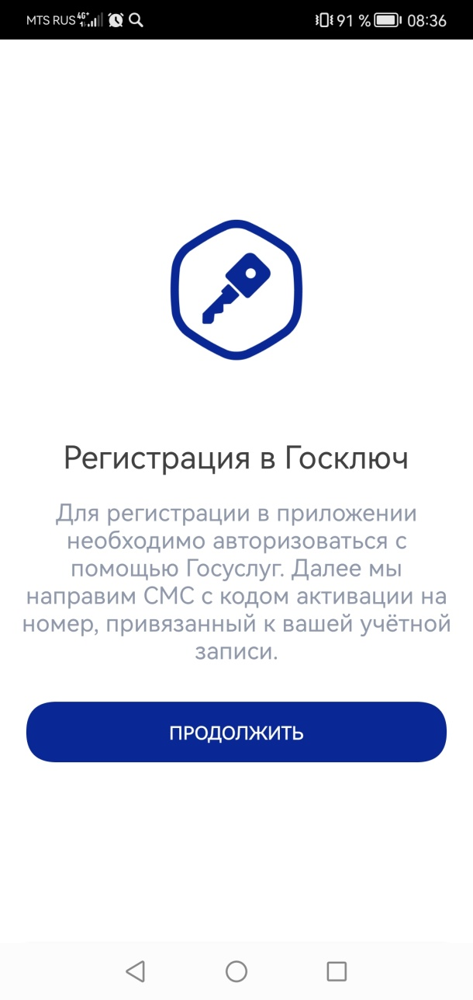 MTS RUS 4G+ 91 % 08:36
Регистрация в Госключ
Для регистрации в приложении
необходимо авторизоваться с
помощью Госуслуг. Далее мы
направим СМС с кодом активации на
номер, привязанный к вашей учётной
записи.
ПРОДОЛЖИТЬ